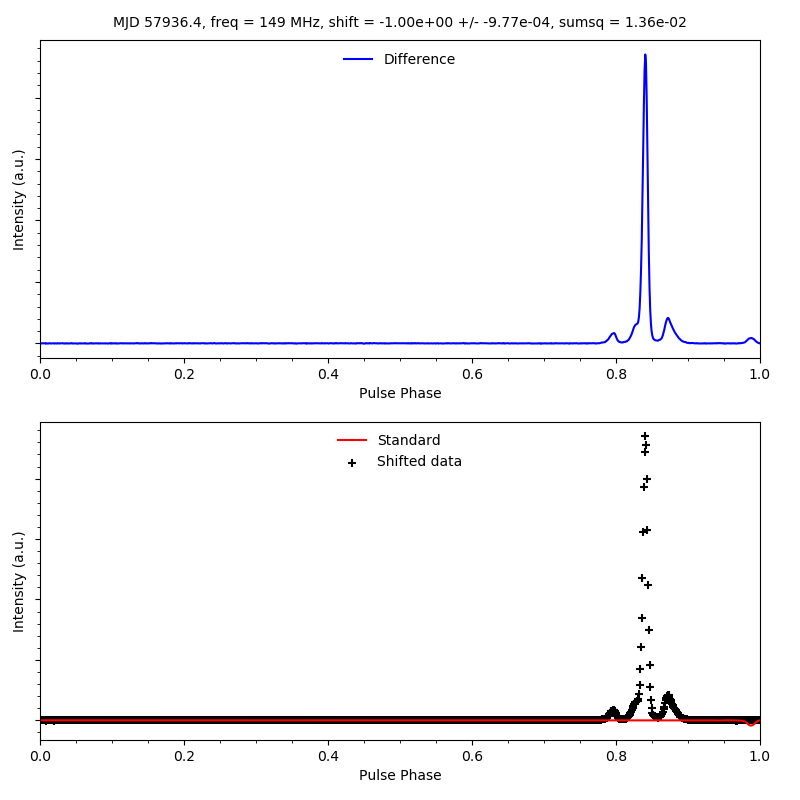 MJD 57936.4, freq = 149 MHz, shift = -1.00e+00 +/- -9.77e-04, sumsq = 1.36e-02
Difference
Intensity (a.u.)
0.0 0.2 0.4 0.6 0.8 1.0
Pulse Phase
Standard
Shifted data
Intensity (a.u.)
0.0 0.2 0.4 0.6 0.8 1.0
Pulse Phase